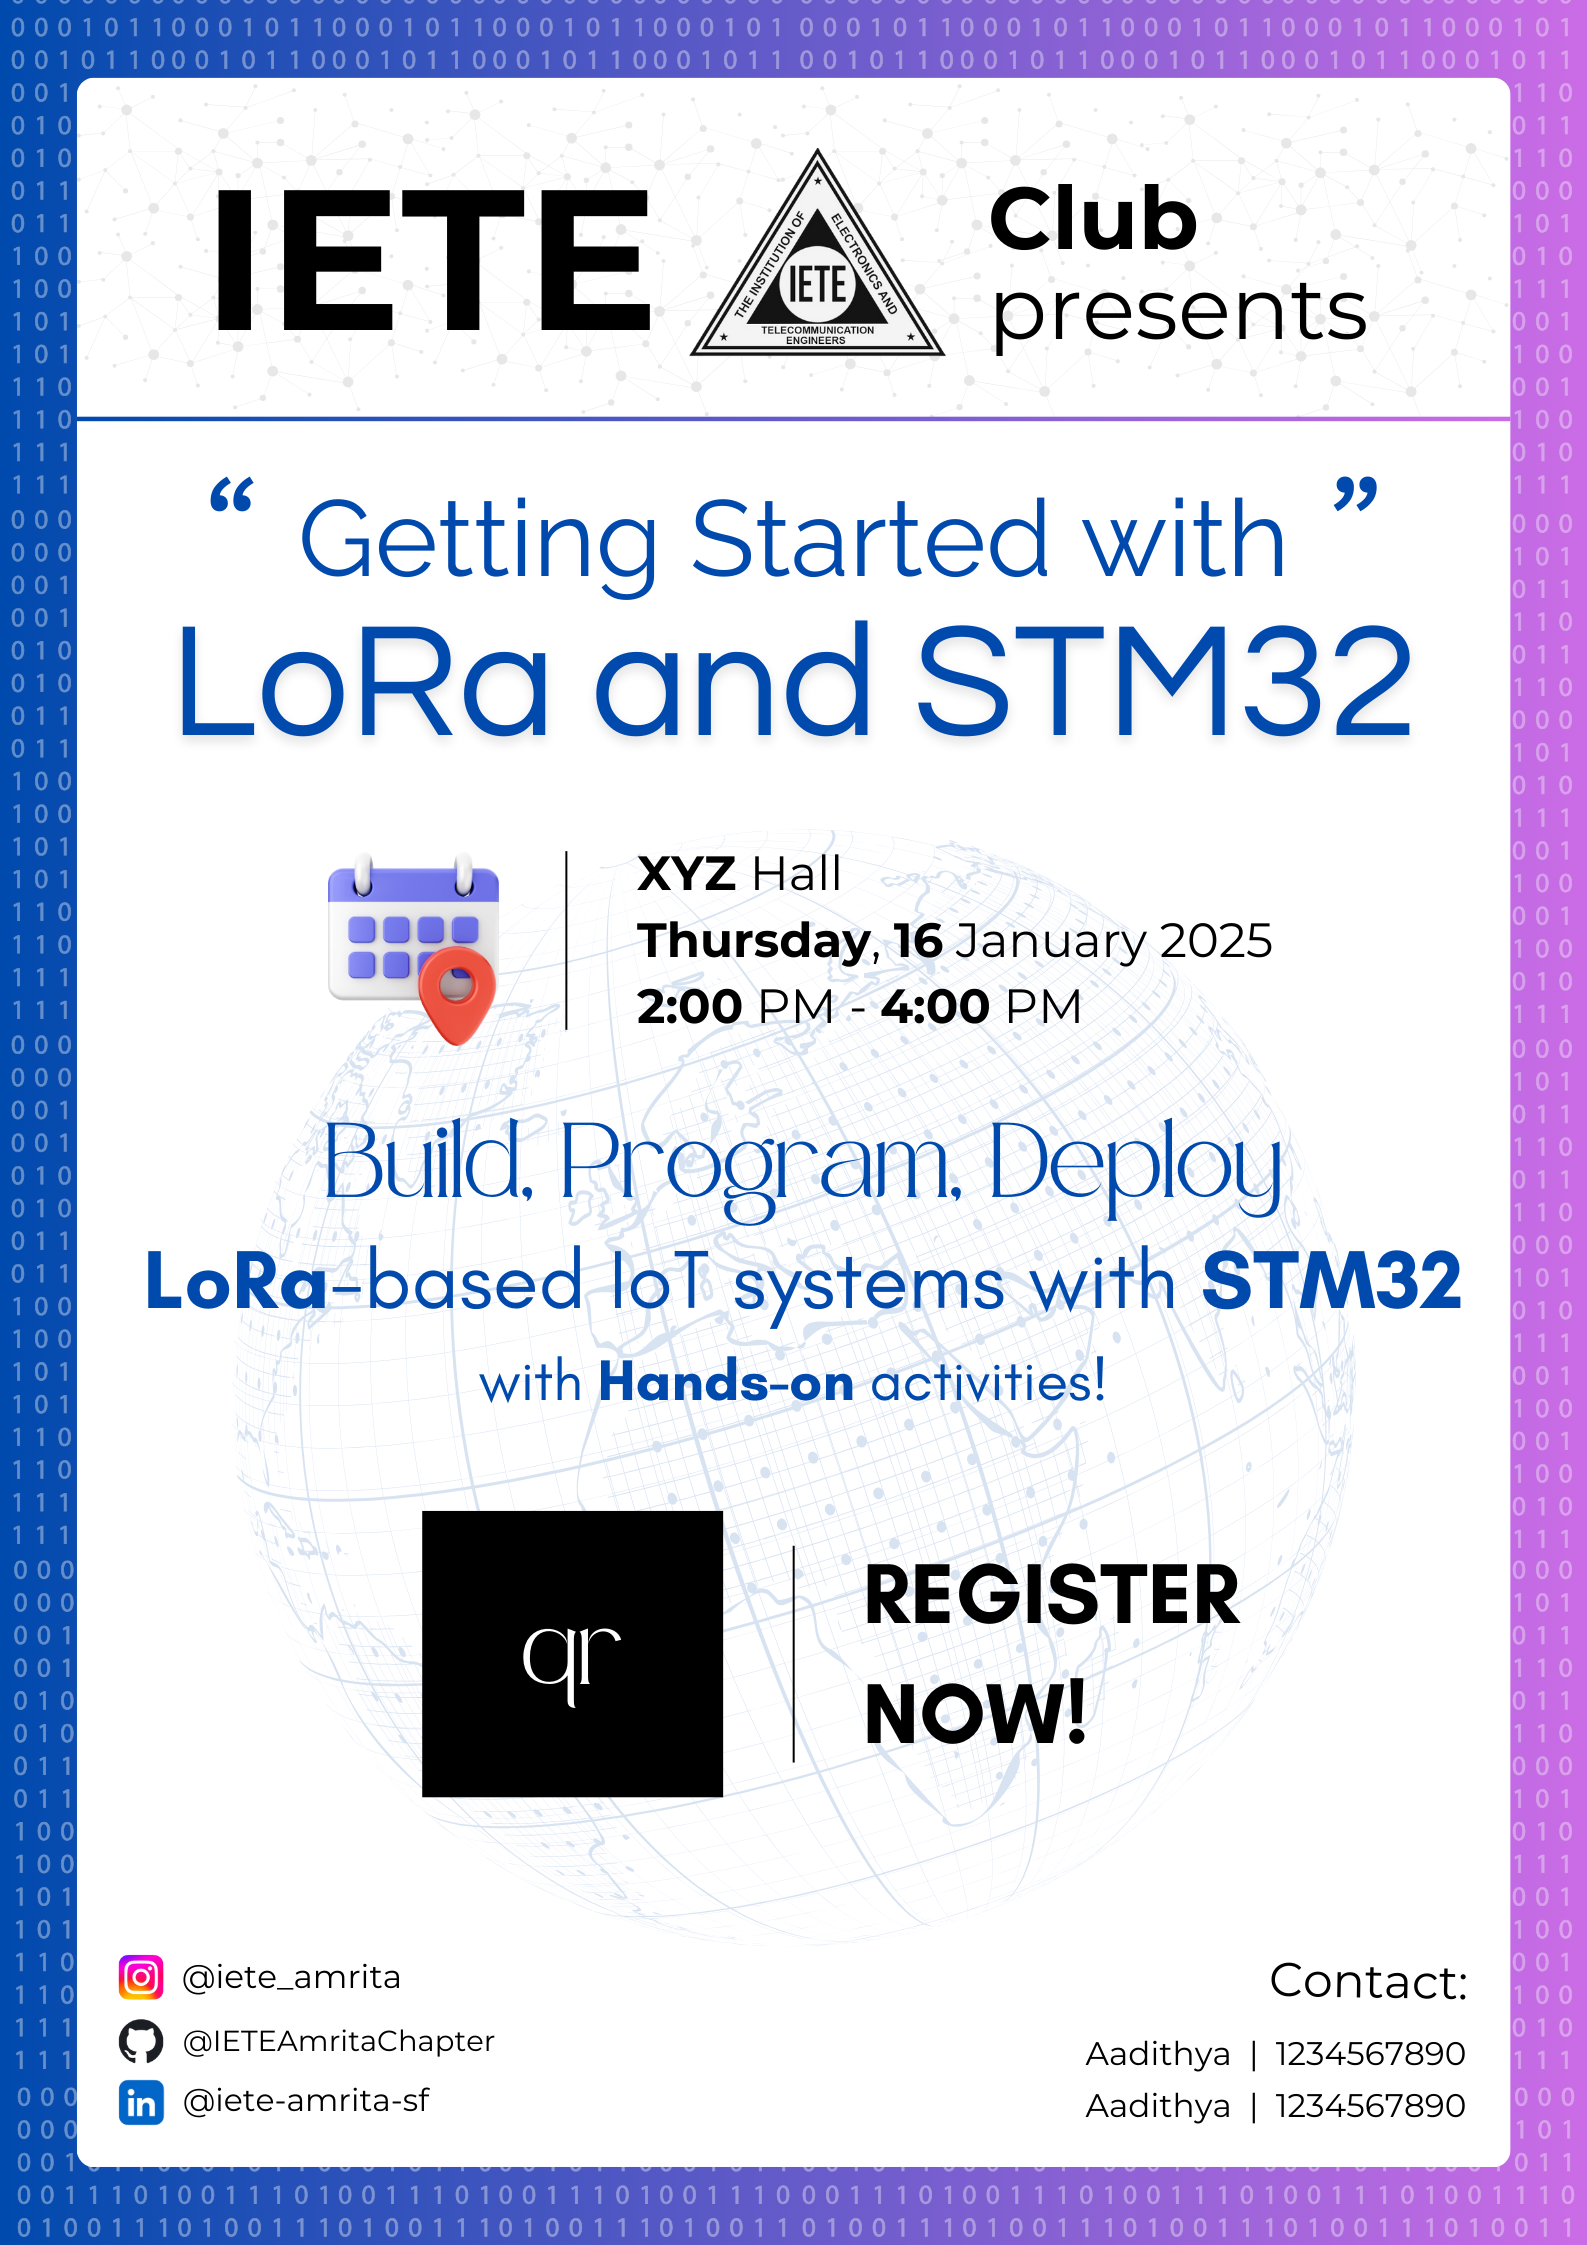 IETE
THE INSTITUTION OF
ELECTRONICS AND
IETE
TELECOMMUNICATION
ENGINEERS
Club
presents
“ Getting Started with ”
LoRa and STM32
XYZ Hall
Thursday, 16 January 2025
2:00 PM - 4:00 PM
Build, Program, Deploy
LoRa-based IoT systems with STM32
with Hands-on activities!
qr
REGISTER
NOW!
@iete_amrita
@IETEAmritaChapter
in @iete-amrita-sf
Contact:
Aadithya | 1234567890
Aadithya | 1234567890